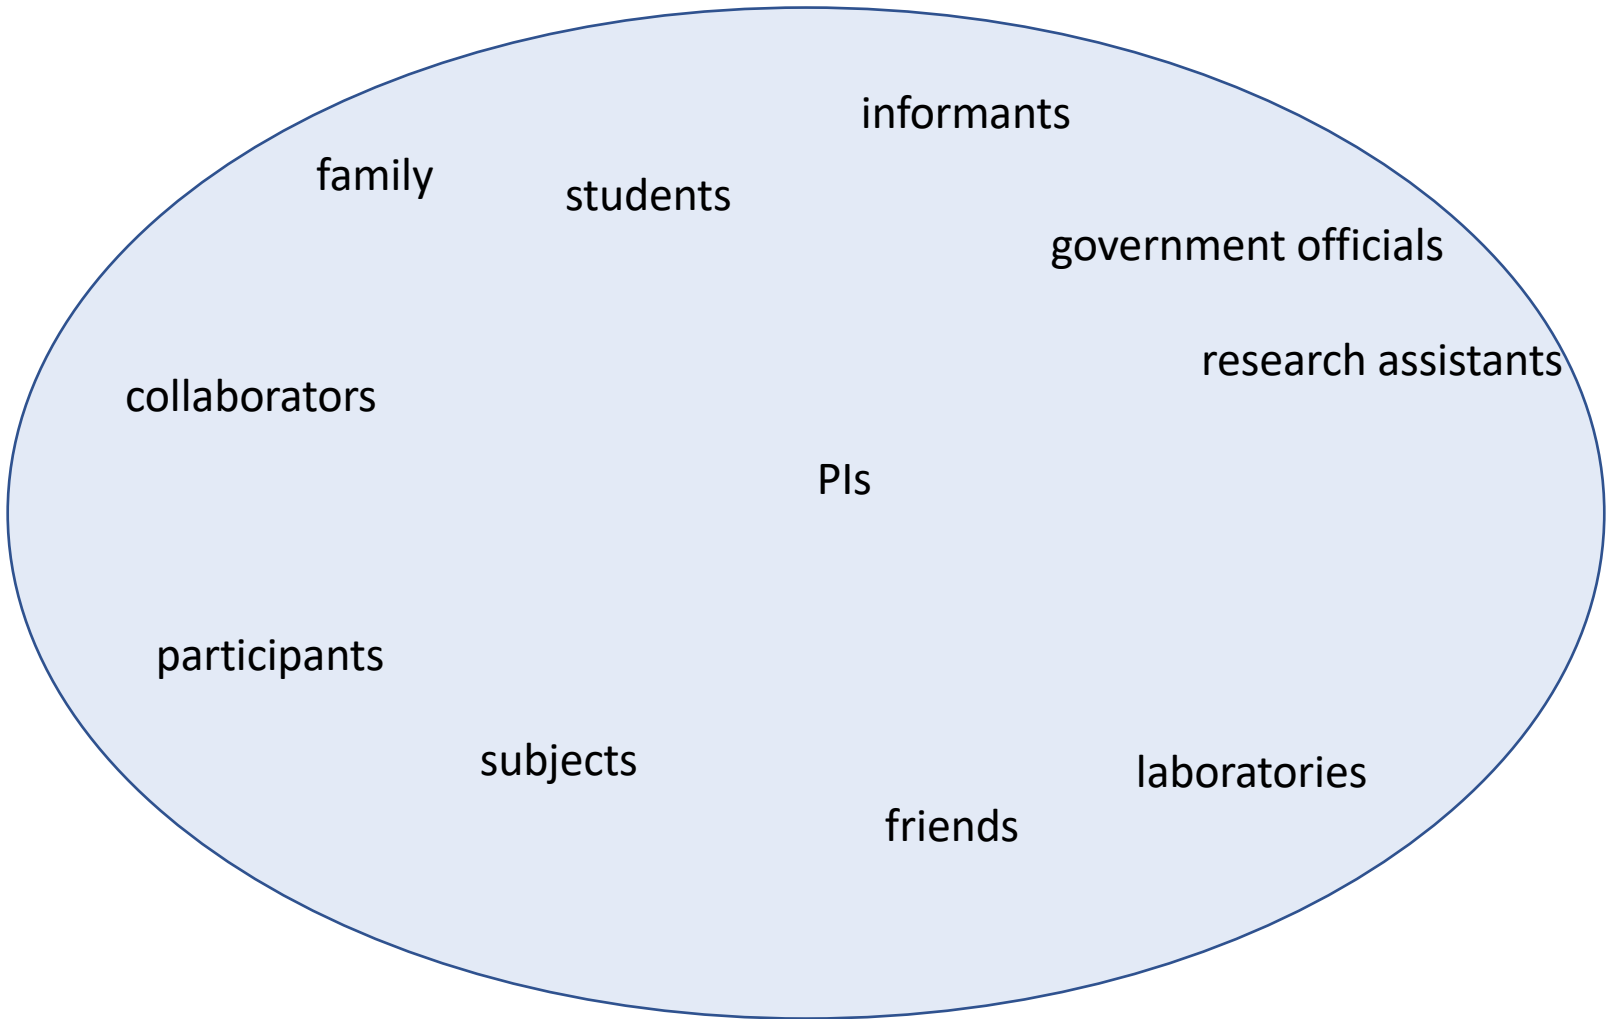 informants
family
students
government officials
research assistants
collaborators
PIs
participants
subjects
laboratories
friends